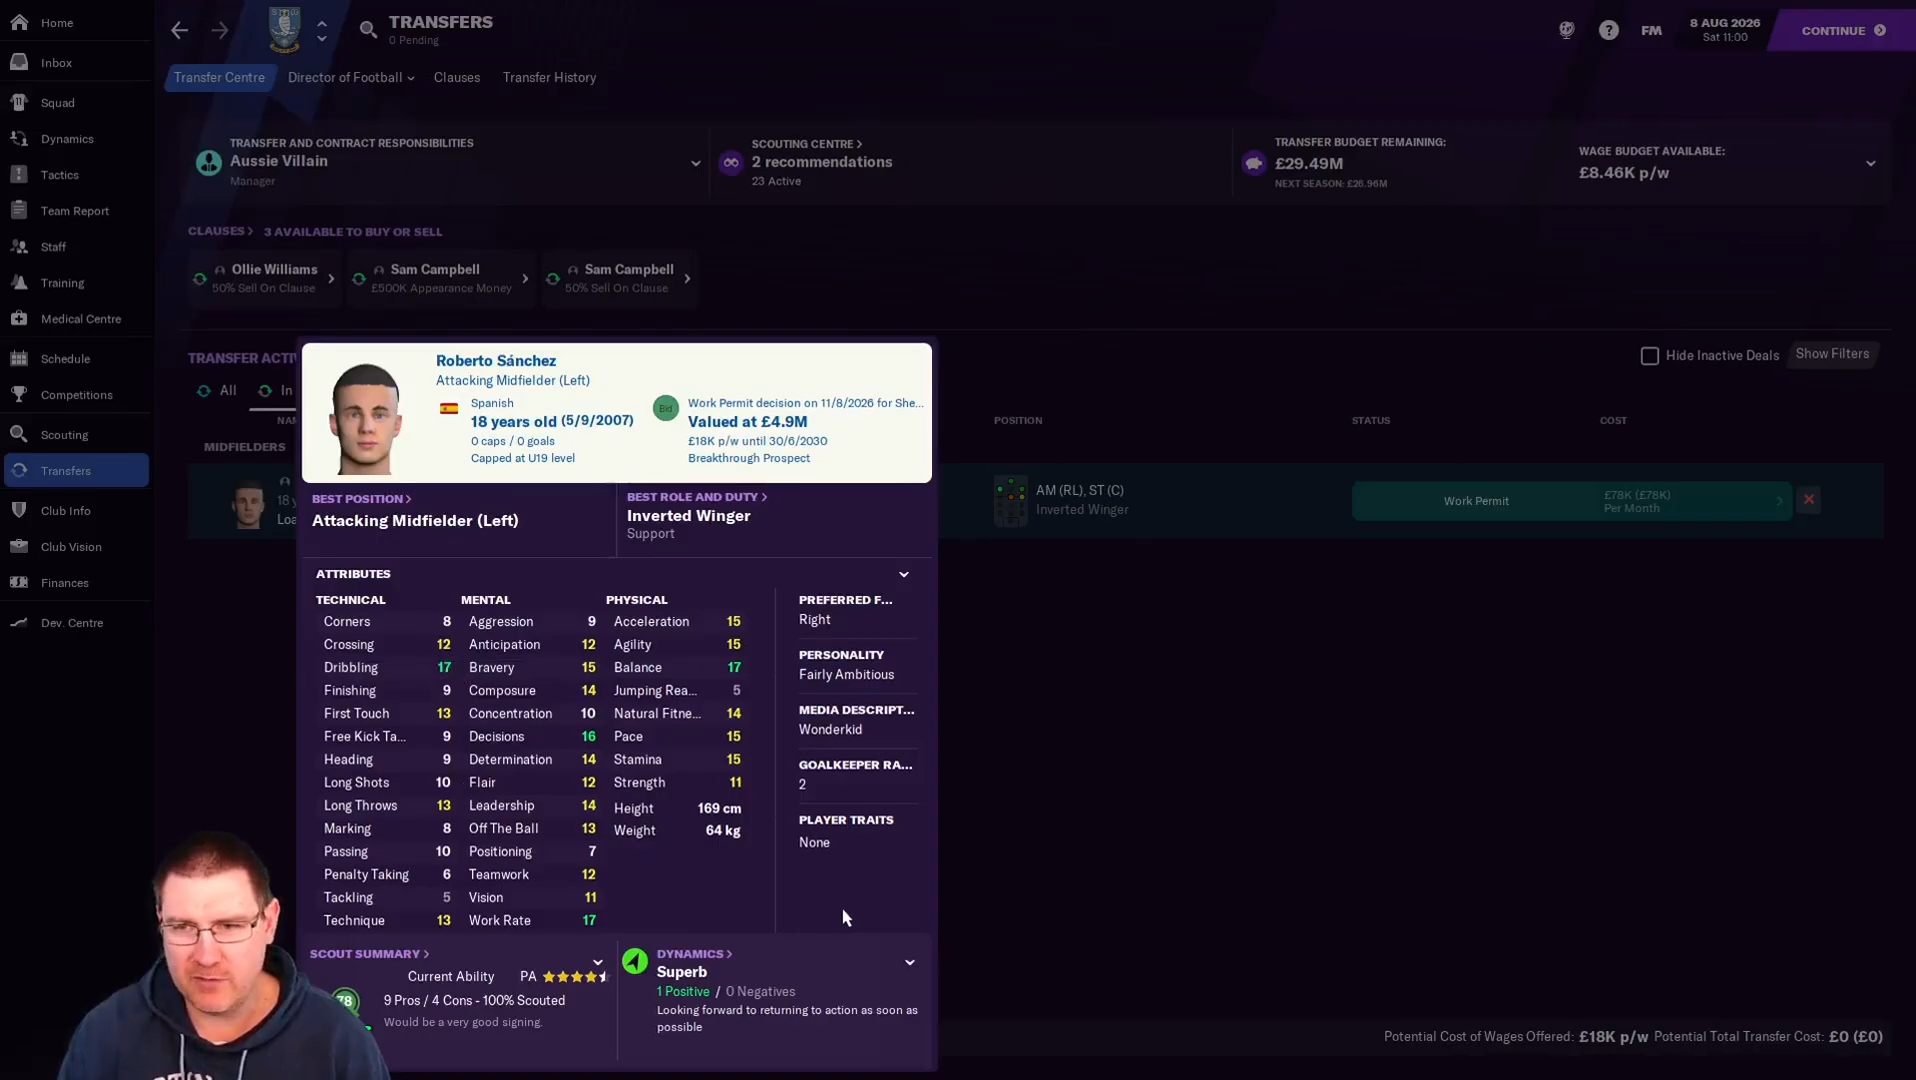 Home
Inbox
Squad
Dynamics
Tactics
Team Report
Staff
Training
Medical Centre
Schedule
Competitions
Scouting
Transfers
Club Info
Club Vision
Finances
Dev. Centre
TRANSFERS
0 Pending
FM
8 AUG 2026
Sat 11:00
CONTINUE
Transfer Centre
Director of Football
Clauses
Transfer History
TRANSFER AND CONTRACT RESPONSIBILITIES
Aussie Villain
Manager
SCOUTING CENTRE >
2 recommendations
23 Active
TRANSFER BUDGET REMAINING:
£29.49M
NEXT SEASON: £26.96M
WAGE BUDGET AVAILABLE:
£8.46K p/w
CLAUSES > 3 AVAILABLE TO BUY OR SELL
Ollie Williams
50% Sell On Clause
Sam Campbell
£500K Appearance Money
Sam Campbell
50% Sell On Clause
TRANSFER ACTIV
All
In
Hide Inactive Deals
Show Filters
NA
POSITION
STATUS
COST
MIDFIELDERS
18 y
Loa
AM (RL), ST (C)
Inverted Winger
Work Permit
£78K (£78K)
Per Month
Roberto Sánchez
Attacking Midfielder (Left)
Spanish
18 years old (5/9/2007)
0 caps / 0 goals
Capped at U19 level
Bid
Work Permit decision on 11/8/2026 for She...
Valued at £4.9M
£18K p/w until 30/6/2030
Breakthrough Prospect
BEST POSITION >
Attacking Midfielder (Left)
BEST ROLE AND DUTY >
Inverted Winger
Support
ATTRIBUTES
TECHNICAL
Corners 8
Crossing 12
Dribbling 17
Finishing 9
First Touch 13
Free Kick Ta... 9
Heading 9
Long Shots 10
Long Throws 13
Marking 8
Passing 10
Penalty Taking 6
Tackling 5
Technique 13
MENTAL
Aggression 9
Anticipation 12
Bravery 15
Composure 14
Concentration 10
Decisions 16
Determination 14
Flair 12
Leadership 14
Off The Ball 13
Positioning 7
Teamwork 12
Vision 11
Work Rate 17
PHYSICAL
Acceleration 15
Agility 15
Balance 17
Jumping Rea... 5
Natural Fitne... 14
Pace 15
Stamina 15
Strength 11
Height 169 cm
Weight 64 kg
PREFERRED F...
Right
PERSONALITY
Fairly Ambitious
MEDIA DESCRIPT...
Wonderkid
GOALKEEPER RA...
2
PLAYER TRAITS
None
SCOUT SUMMARY >
Current Ability PA
78
9 Pros / 4 Cons - 100% Scouted
Would be a very good signing.
DYNAMICS >
Superb
1 Positive / 0 Negatives
Looking forward to returning to action as soon as
possible
Potential Cost of Wages Offered: £18K p/w Potential Total Transfer Cost: £0 (£0)